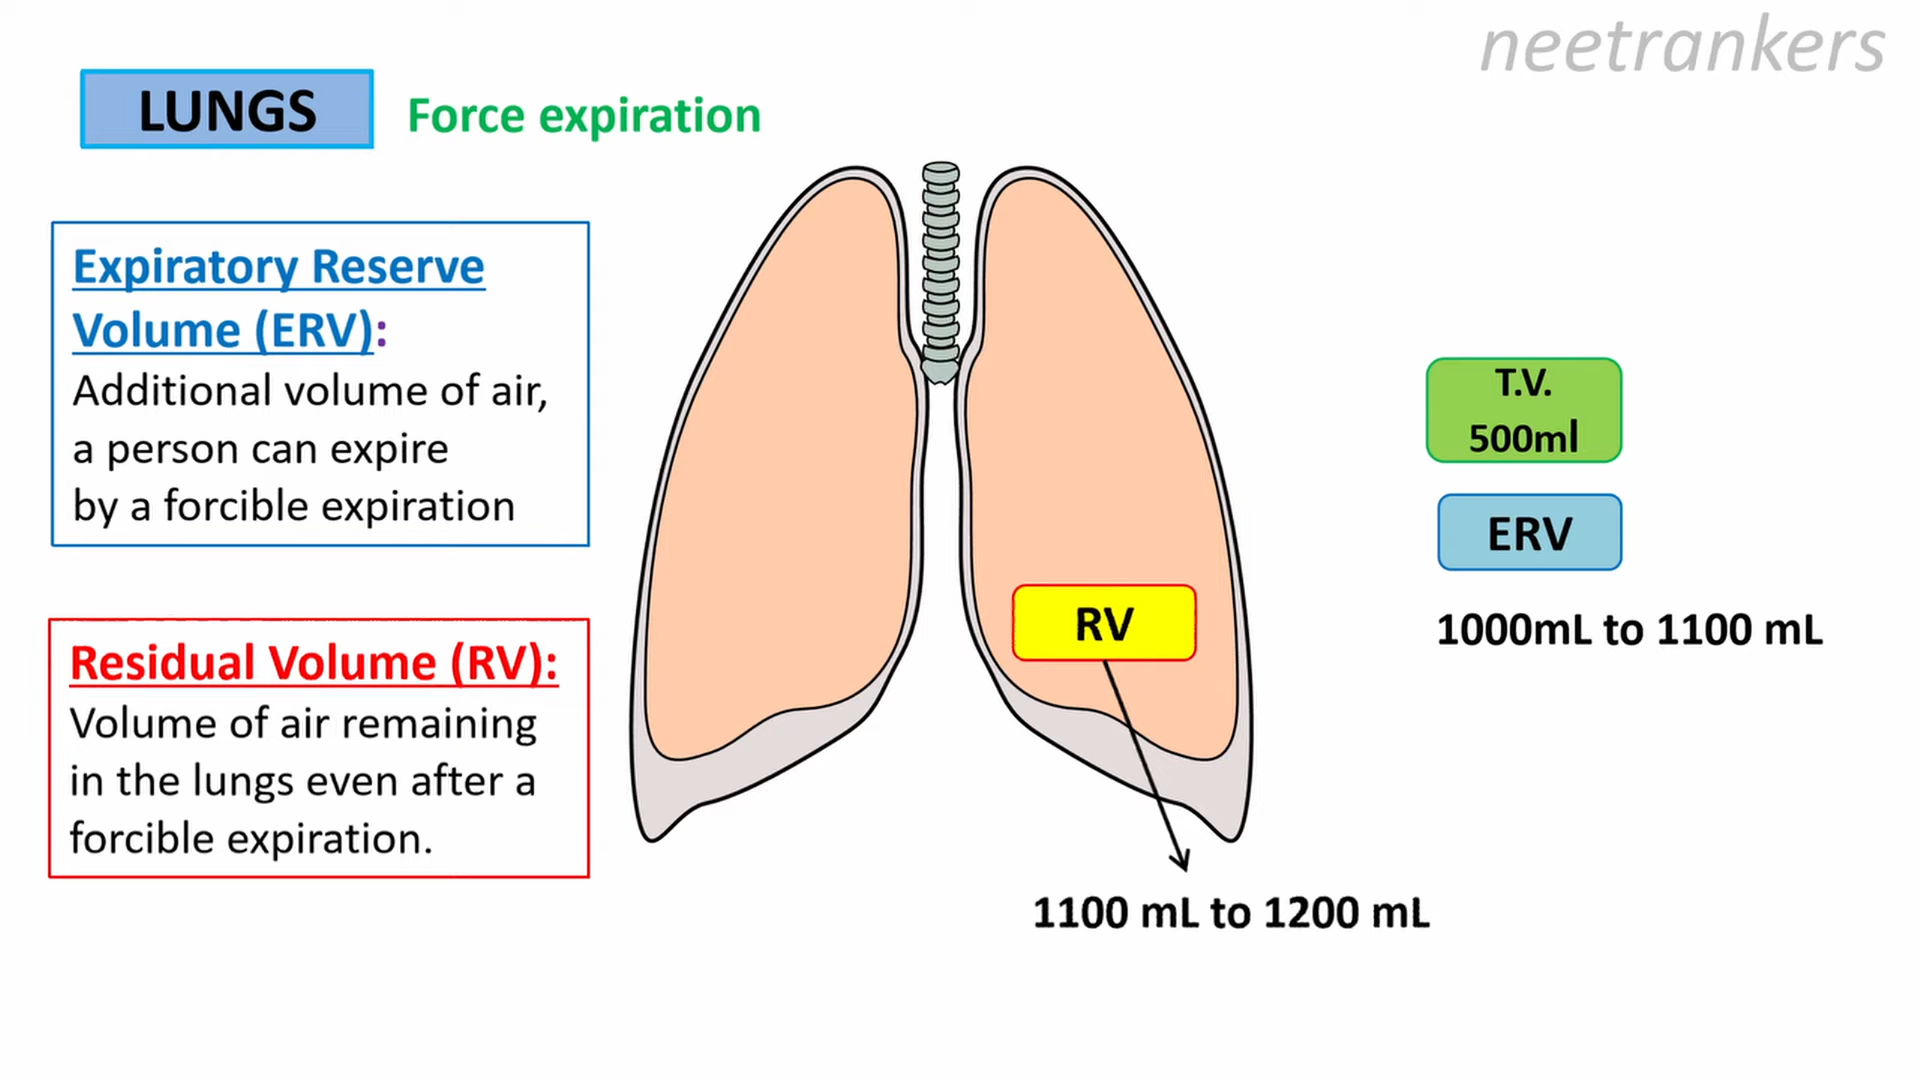 neetrankers
LUNGS
Force expiration
Expiratory Reserve
Volume (ERV):
Additional volume of air,
a person can expire
by a forcible expiration
Residual Volume (RV):
Volume of air remaining
in the lungs even after a
forcible expiration.
RV
1100 mL to 1200 mL
T.V.
500ml
ERV
1000mL to 1100 mL